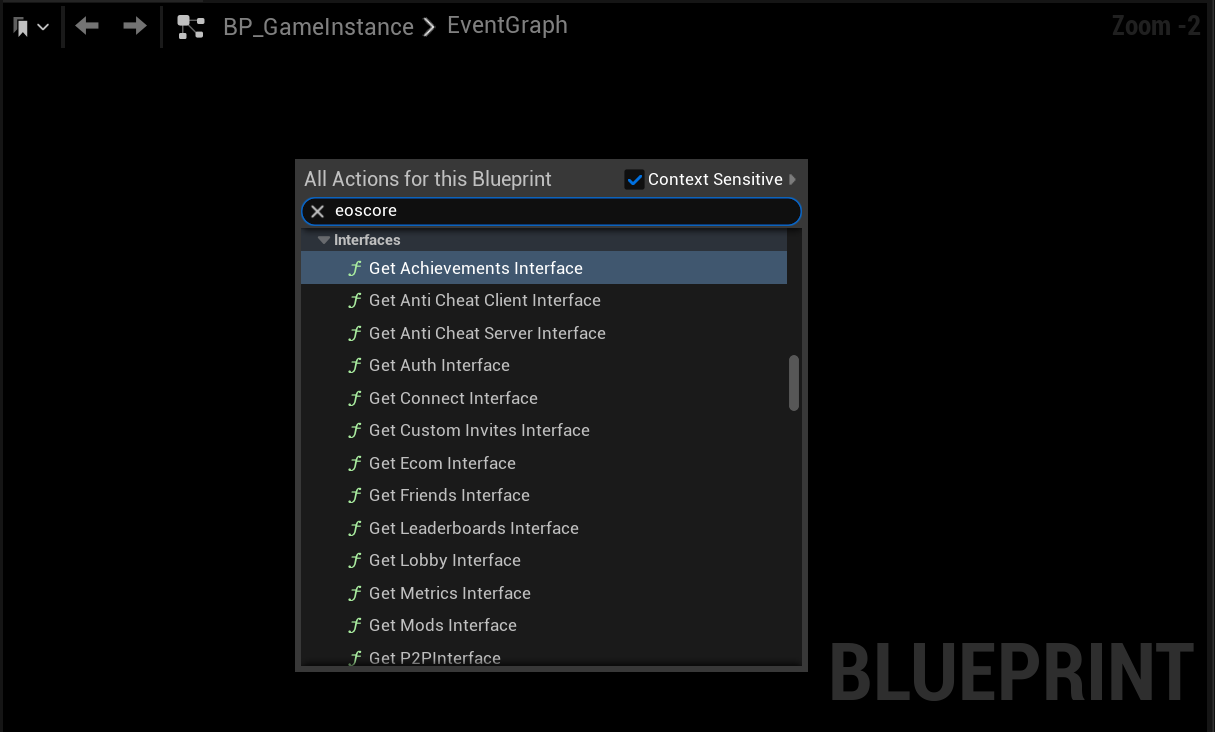 BP_GameInstance > EventGraph
Zoom -2
All Actions for this Blueprint
Context Sensitive
eoscore
Interfaces
Get Achievements Interface
Get Anti Cheat Client Interface
Get Anti Cheat Server Interface
Get Auth Interface
Get Connect Interface
Get Custom Invites Interface
Get Ecom Interface
Get Friends Interface
Get Leaderboards Interface
Get Lobby Interface
Get Metrics Interface
Get Mods Interface
Get P2PInterface
BLUEPRINT